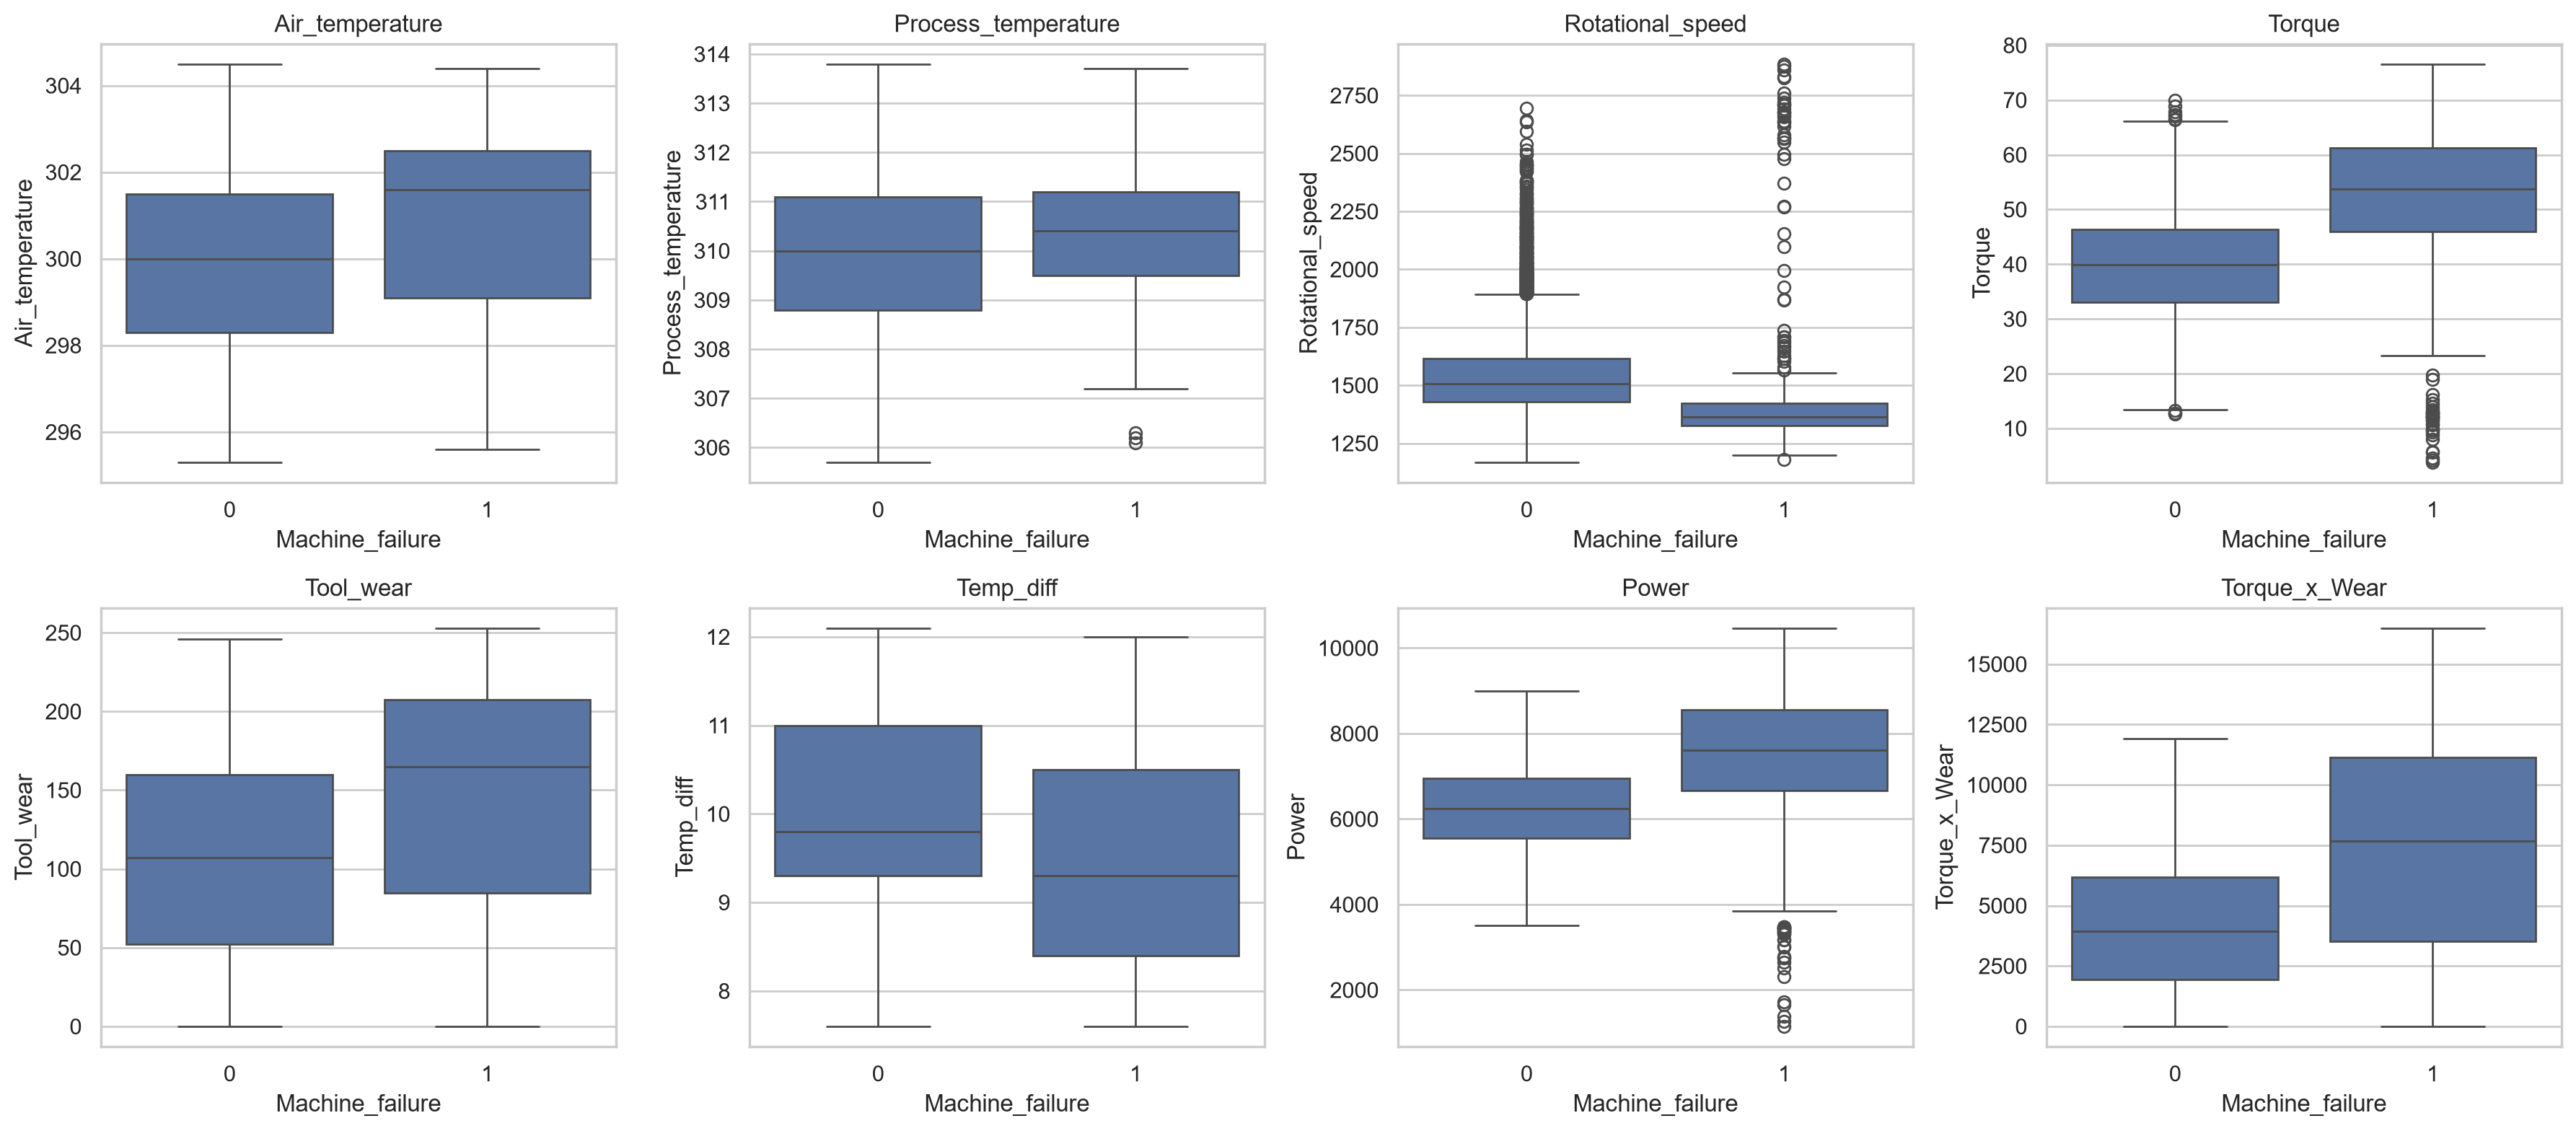 Air_temperature
Air_temperature
304
302
300
298
296
0
1
Machine_failure
Process_temperature
Process_temperature
314
313
312
311
310
309
308
307
306
0
1
Machine_failure
Rotational_speed
Rotational_speed
2750
2500
2250
2000
1750
1500
1250
0
1
Machine_failure
Torque
Torque
80
70
60
50
40
30
20
10
0
1
Machine_failure
Tool_wear
Tool_wear
250
200
150
100
50
0
0
1
Machine_failure
Temp_diff
Temp_diff
12
11
10
9
8
0
1
Machine_failure
Power
Power
10000
8000
6000
4000
2000
0
1
Machine_failure
Torque_x_Wear
Torque_x_Wear
15000
12500
10000
7500
5000
2500
0
0
1
Machine_failure